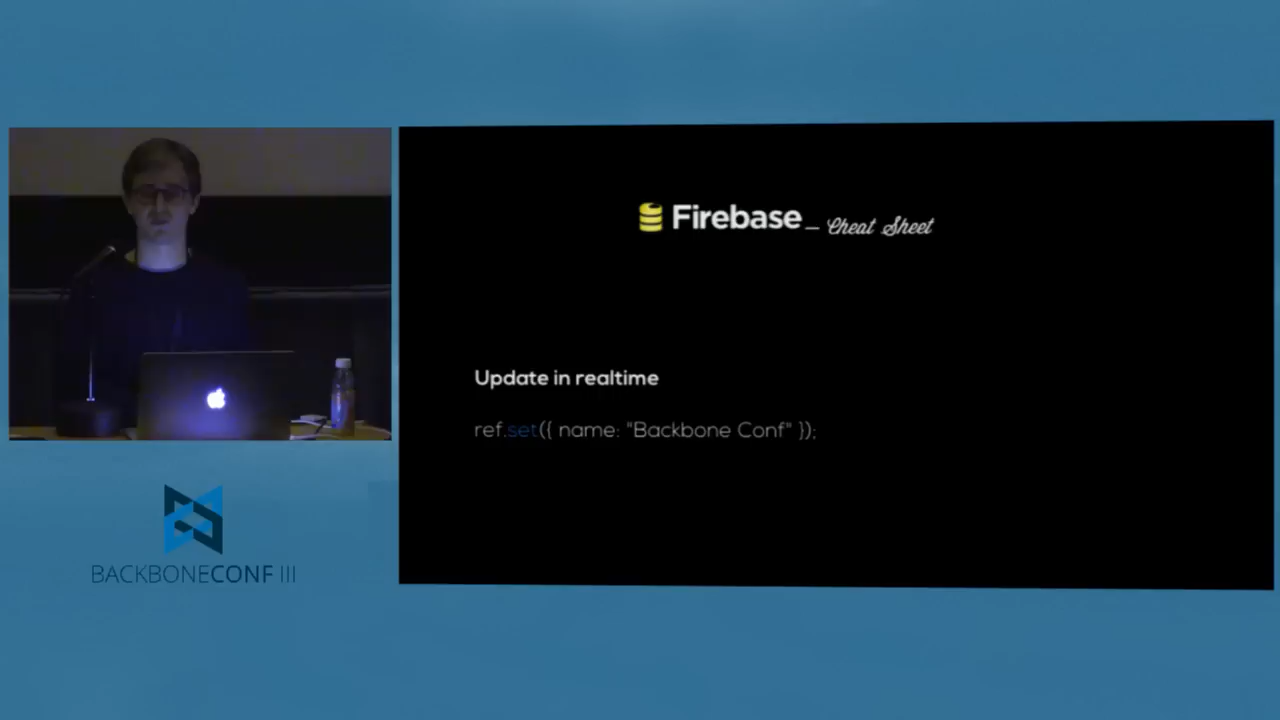 Firebase – Cheat Sheet
Update in realtime
ref.set({ name: "Backbone Conf" });
BACKBONECONF III